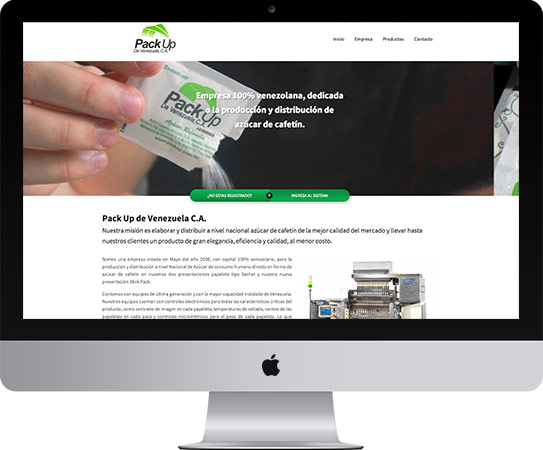 Pack Up
De Venezuela, C.A.
Inicio Empresa Productos Contacto
Pack Up
De Venezuela, C.A.
Empresa 100% venezolana, dedicada
a la producción y distribución de
azúcar de cafetín.
¿NO ESTÁS REGISTRADO? INGRESA AL SISTEMA
Pack Up de Venezuela C.A.
Nuestra misión es elaborar y distribuir a nivel nacional azúcar de cafetín de la mejor calidad del mercado y llevar hasta
nuestros clientes un producto de gran elegancia, eficiencia y calidad, al menor costo.
Somos una empresa creada en Mayo del año 2006, con capital 100% venezolano, para la
producción y distribución a nivel Nacional de Azúcar de consumo Humano directo en forma de
azúcar de cafetín en nuestros dos presentaciones papeleta tipo Sachet y nuestra nueva
presentación Stick Pack.
Contamos con equipos de última generación y con la mayor capacidad instalada de Venezuela.
Nuestros equipos cuentan con controles electrónicos para todas las características críticas del
producto, como centrado de imagen en cada papeleta, temperaturas de sellado, conteo de las
papeletas en cada paca y controles micrométricos para el peso de cada papeleta. Lo que